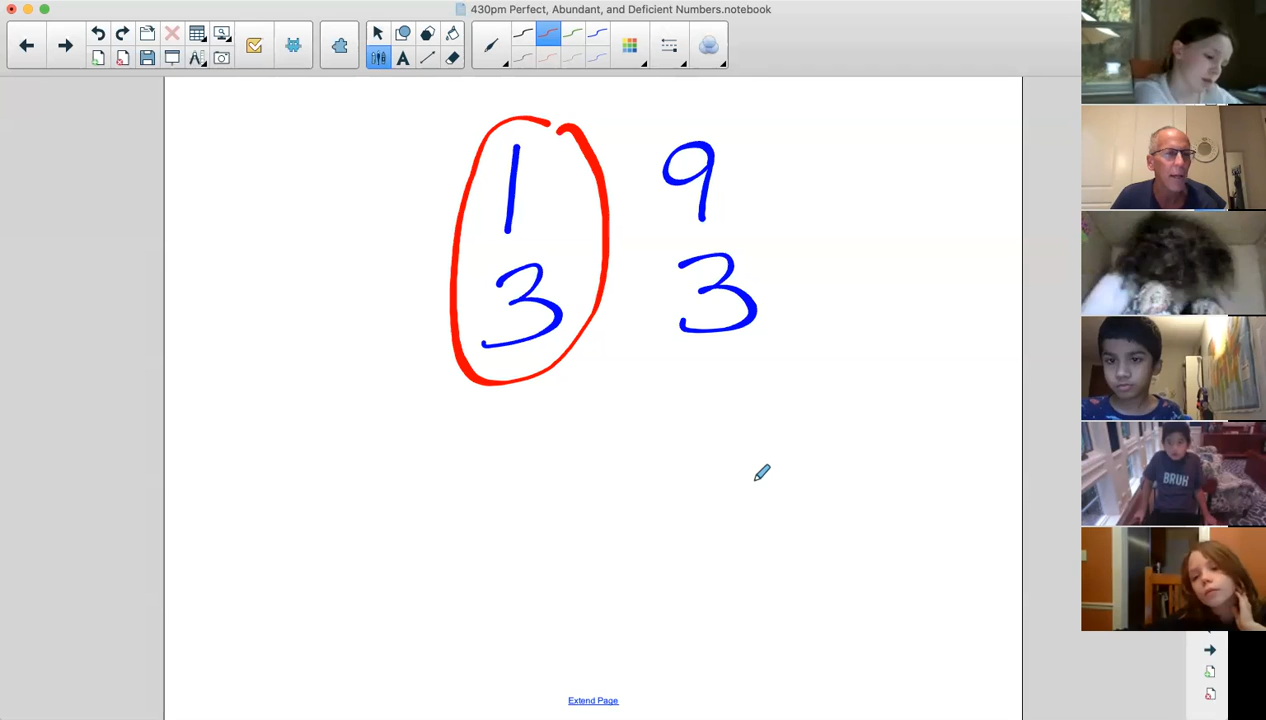 430pm Perfect, Abundant, and Deficient Numbers.notebook
A
1 9
3 3
BRUH
Extend Page